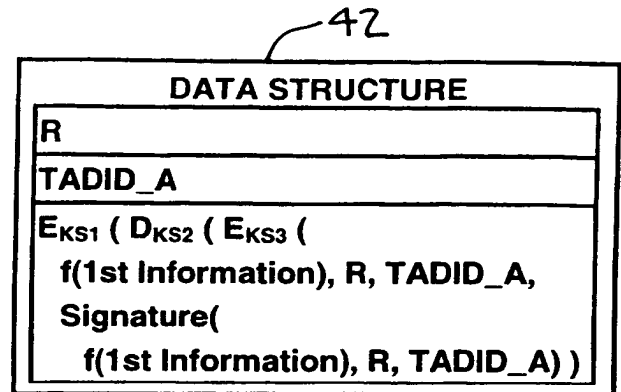 42
DATA STRUCTURE
R
TADID_A
EKS1 ( DKS2 ( EKS3 (
f(1st Information), R, TADID_A,
Signature(
f(1st Information), R, TADID_A) )